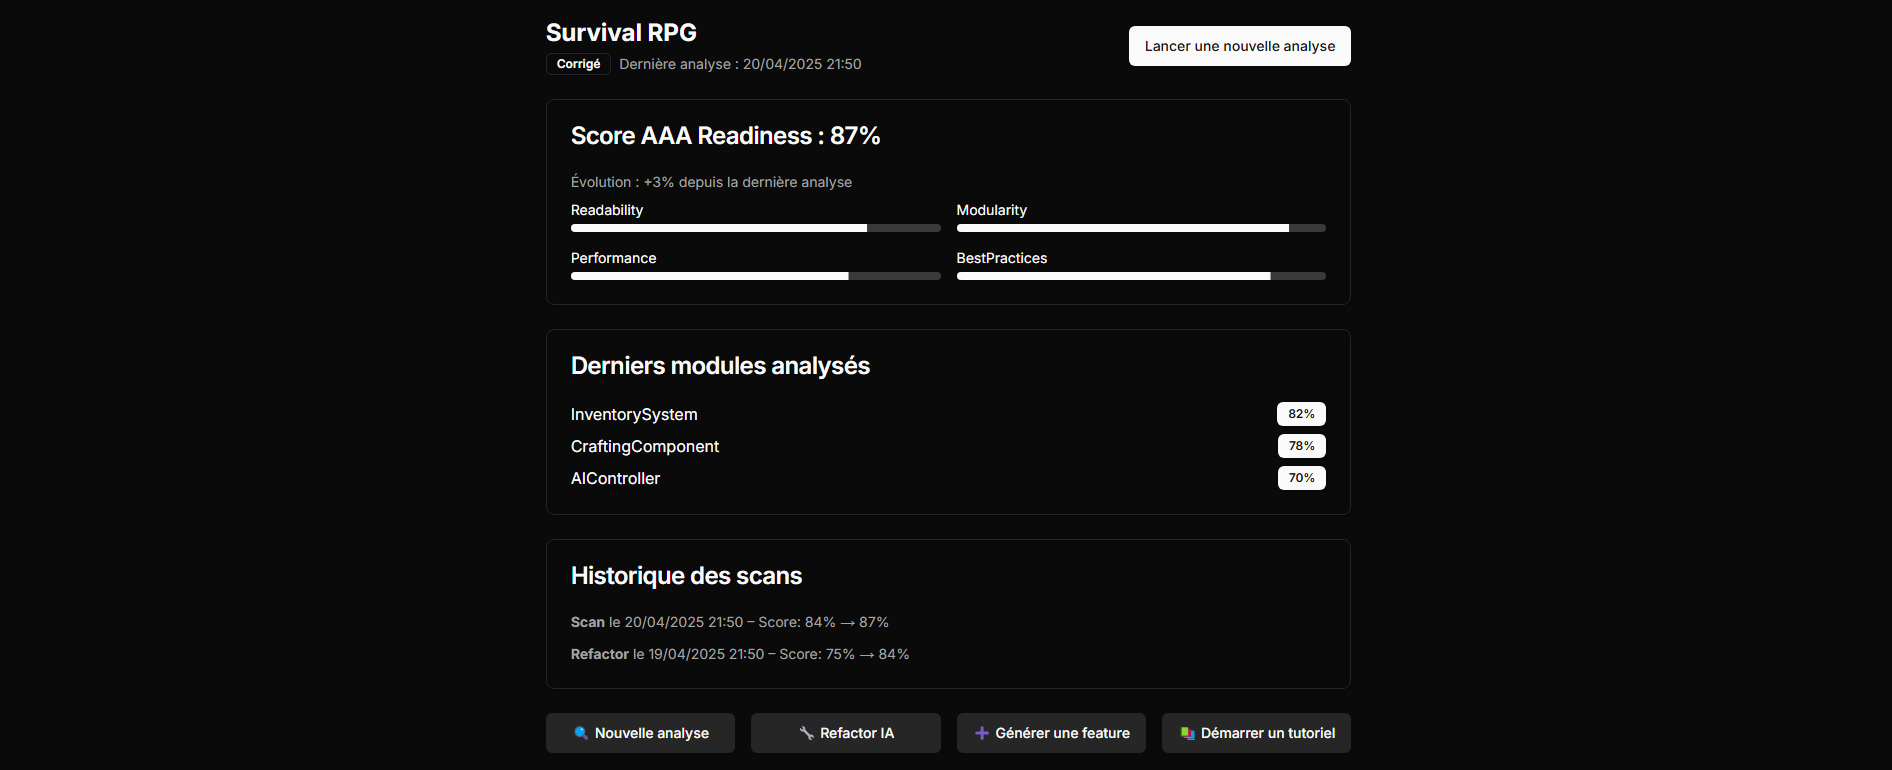 Survival RPG
Lancer une nouvelle analyse
Corrigé Dernière analyse : 20/04/2025 21:50
Score AAA Readiness : 87%
Évolution : +3% depuis la dernière analyse
Readability
Modularity
Performance
BestPractices
Derniers modules analysés
InventorySystem 82%
CraftingComponent 78%
AIController 70%
Historique des scans
Scan le 20/04/2025 21:50 – Score: 84% → 87%
Refactor le 19/04/2025 21:50 – Score: 75% → 84%
Nouvelle analyse
Refactor IA
Générer une feature
Démarrer un tutoriel